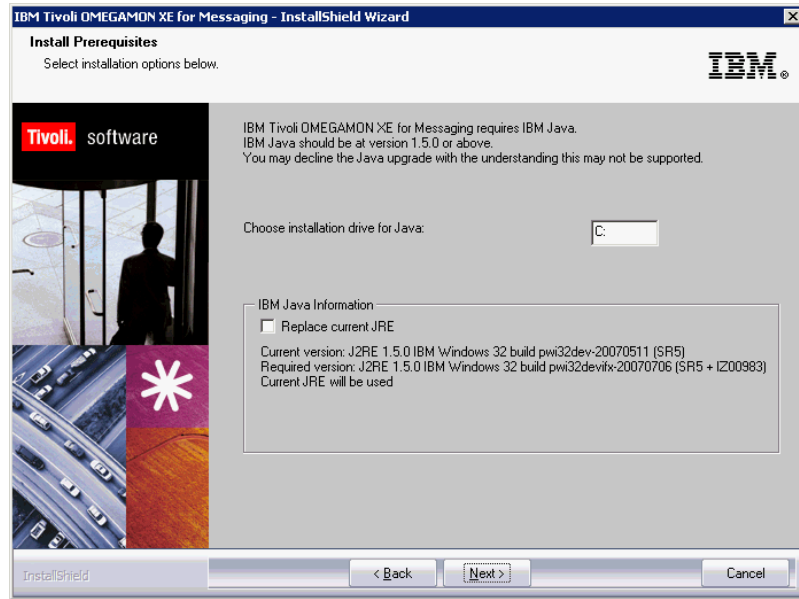 IBM Tivoli OMEGAMON XE for Messaging - InstallShield Wizard
Install Prerequisites
Select installation options below.
IBM®
Tivoli. software
IBM Tivoli OMEGAMON XE for Messaging requires IBM Java.
IBM Java should be at version 1.5.0 or above.
You may decline the Java upgrade with the understanding this may not be supported.
Choose installation drive for Java:
C:
IBM Java Information
Replace current JRE
Current version: J2RE 1.5.0 IBM Windows 32 build pwi32dev-20070511 (SR5)
Required version: J2RE 1.5.0 IBM Windows 32 build pwi32devifx-20070706 (SR5 + IZ00983)
Current JRE will be used
InstallShield
< Back
Next >
Cancel